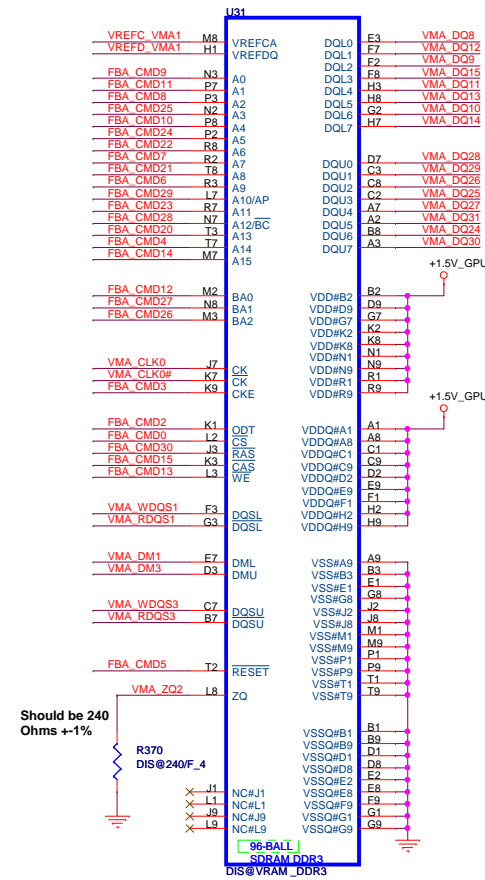 U31
VREFC_VMA1 M8 VREFCA
VREFD_VMA1 H1 VREFDQ
FBA_CMD9 N3 A0
FBA_CMD11 P7 A1
FBA_CMD8 P3 A2
FBA_CMD25 N2 A3
FBA_CMD10 P8 A4
FBA_CMD24 P2 A5
FBA_CMD22 R8 A6
FBA_CMD7 R2 A7
FBA_CMD21 T8 A8
FBA_CMD6 R3 A9
FBA_CMD29 L7 A10/AP
FBA_CMD23 R7 A11
FBA_CMD28 N7 A12/BC
FBA_CMD20 T3 A13
FBA_CMD4 T7 A14
FBA_CMD14 M7 A15
FBA_CMD12 M2 BA0
FBA_CMD27 N8 BA1
FBA_CMD26 M3 BA2
VMA_CLK0 J7 CK
VMA_CLK0# K7 CK
FBA_CMD3 K9 CKE
FBA_CMD2 K1 ODT
FBA_CMD0 L2 CS
FBA_CMD30 J3 RAS
FBA_CMD15 K3 CAS
FBA_CMD13 L3 WE
VMA_WDQS1 F3 DQSL
VMA_RDQS1 G3 DQSL
VMA_DM1 E7 DML
VMA_DM3 D3 DMU
VMA_WDQS3 C7 DQSU
VMA_RDQS3 B7 DQSU
FBA_CMD5 T2 RESET
VMA_ZQ2 L8 ZQ
Should be 240
Ohms +-1%
R370
DIS@240/F_4
J1 NC#J1
L1 NC#L1
J9 NC#J9
L9 NC#L9
DQL0 E3 VMA_DQ8
DQL1 F7 VMA_DQ12
DQL2 F2 VMA_DQ9
DQL3 F8 VMA_DQ15
DQL4 H3 VMA_DQ11
DQL5 H8 VMA_DQ13
DQL6 G2 VMA_DQ10
DQL7 H7 VMA_DQ14
DQU0 D7 VMA_DQ28
DQU1 C3 VMA_DQ29
DQU2 C8 VMA_DQ26
DQU3 C2 VMA_DQ25
DQU4 A7 VMA_DQ27
DQU5 A2 VMA_DQ31
DQU6 B8 VMA_DQ24
DQU7 A3 VMA_DQ30
+1.5V_GPU
VDD#B2 B2
VDD#D9 D9
VDD#G7 G7
VDD#K2 K2
VDD#K8 K8
VDD#N1 N1
VDD#N9 N9
VDD#R1 R1
VDD#R9 R9
+1.5V_GPU
VDDQ#A1 A1
VDDQ#A8 A8
VDDQ#C1 C1
VDDQ#C9 C9
VDDQ#D2 D2
VDDQ#E9 E9
VDDQ#F1 F1
VDDQ#H2 H2
VDDQ#H9 H9
VSS#A9 A9
VSS#B3 B3
VSS#E1 E1
VSS#G8 G8
VSS#J2 J2
VSS#J8 J8
VSS#M1 M1
VSS#M9 M9
VSS#P1 P1
VSS#P9 P9
VSS#T1 T1
VSS#T9 T9
VSSQ#B1 B1
VSSQ#B9 B9
VSSQ#D1 D1
VSSQ#D8 D8
VSSQ#E2 E2
VSSQ#E8 E8
VSSQ#F9 F9
VSSQ#G1 G1
VSSQ#G9 G9
96-BALL
SDRAM DDR3
DIS@VRAM _DDR3